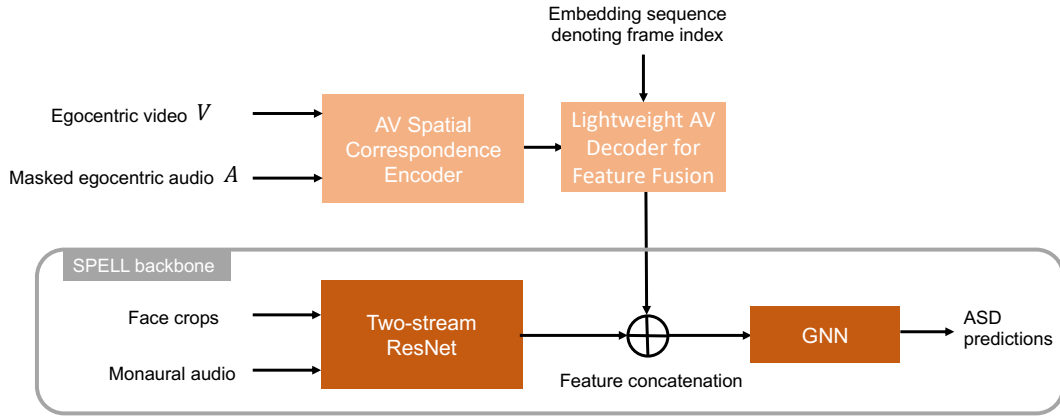 Embedding sequence
denoting frame index
Egocentric video V
Masked egocentric audio A
AV Spatial
Correspondence
Encoder
Lightweight AV
Decoder for
Feature Fusion
SPELL backbone
Face crops
Monaural audio
Two-stream
ResNet
Feature concatenation
GNN
ASD
predictions